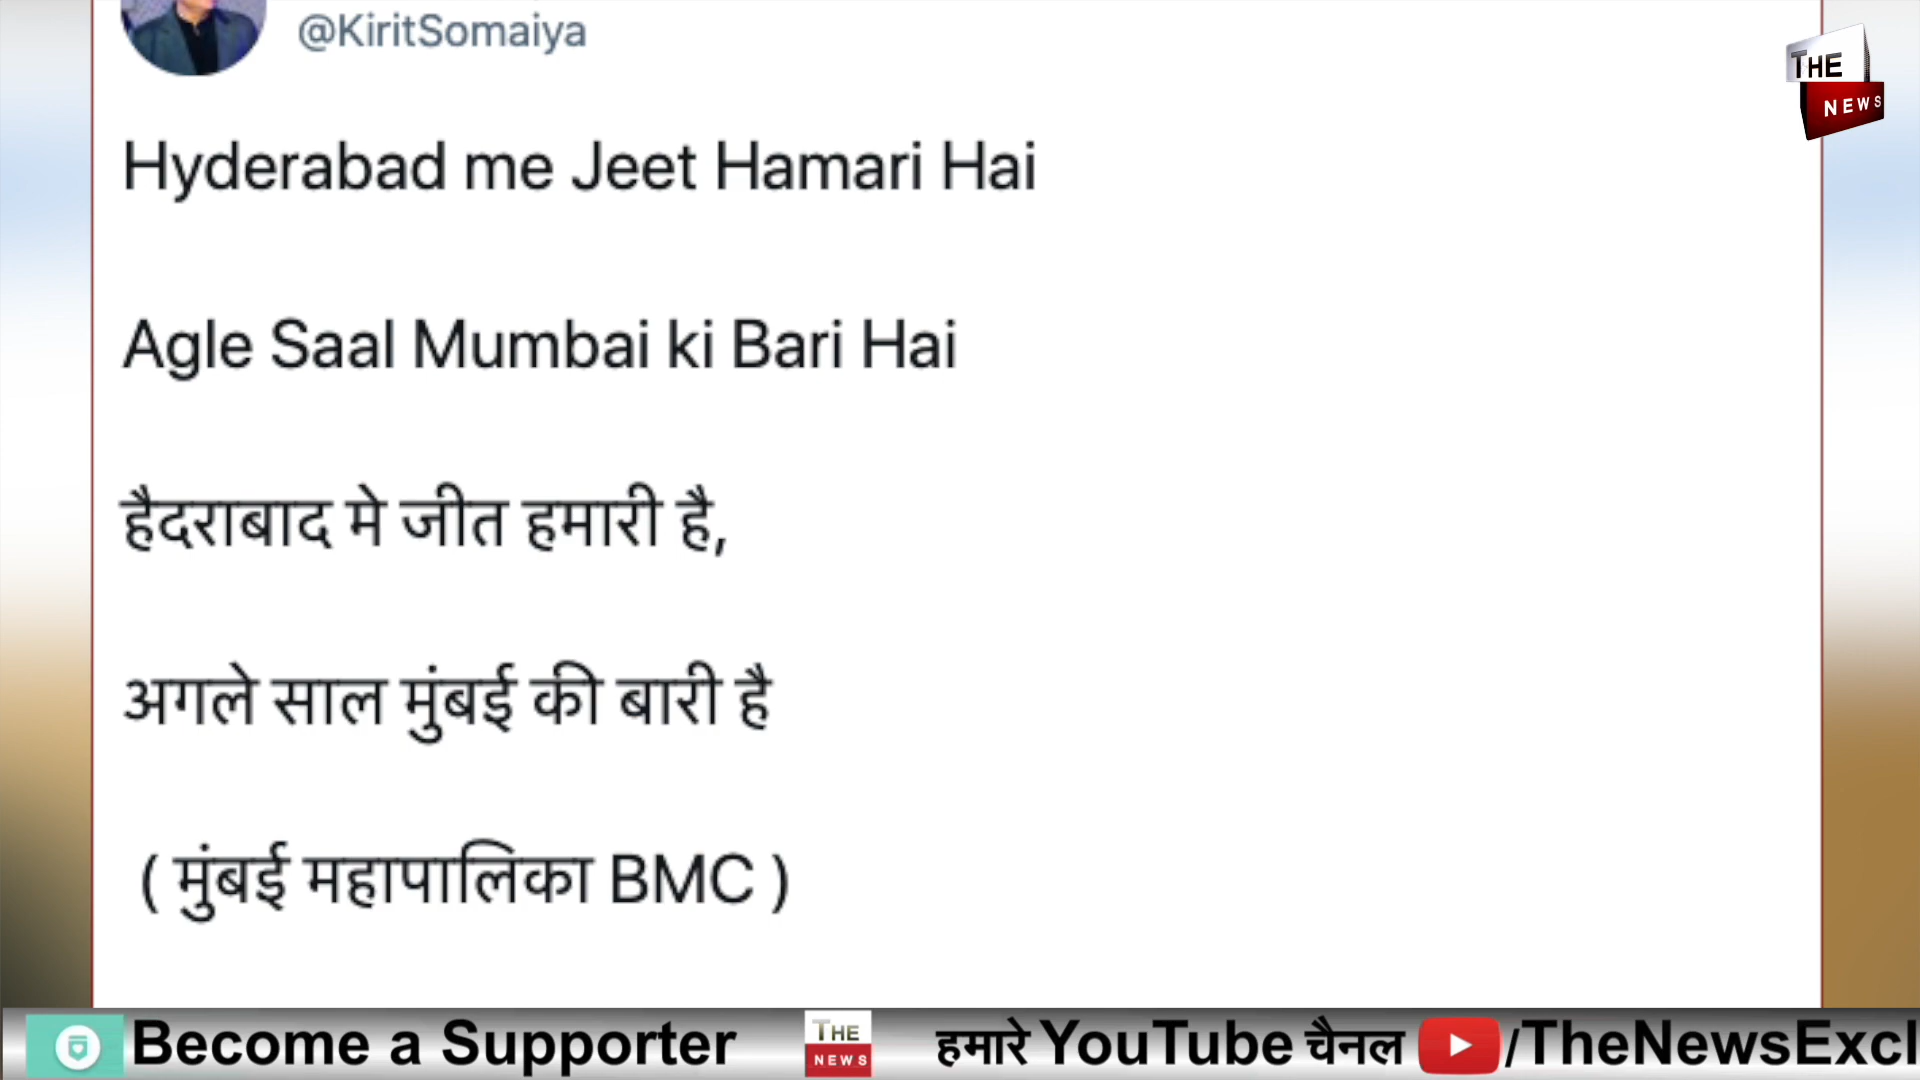 @KiritSomaiya
THE
NEWS
Hyderabad me Jeet Hamari Hai
Agle Saal Mumbai ki Bari Hai
हैदराबाद मे जीत हमारी है,
अगले साल मुंबई की बारी है
( मुंबई महापालिका BMC )
Become a Supporter THE NEWS हमारे YouTube चैनल /TheNewsExcl